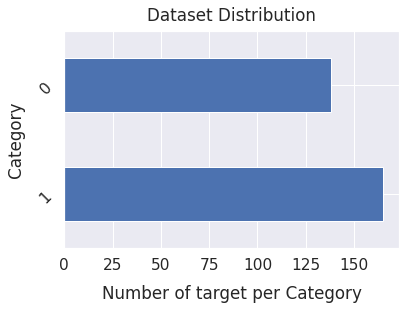 Dataset Distribution
Category
0
1
0 25 50 75 100 125 150
Number of target per Category